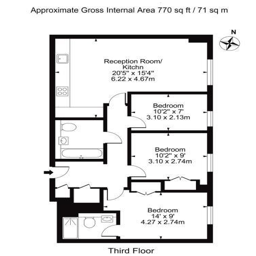 Approximate Gross Internal Area 770 sq ft / 71 sq m
N
Reception Room/
Kitchn
20'5" x 15'4"
6.22 x 4.67m
Bedroom
10'2" x 7'
3.10 x 2.13m
Bedroom
10'2" x 9'
3.10 x 2.74m
Bedroom
14' x 9'
4.27 x 2.74m
Third Floor